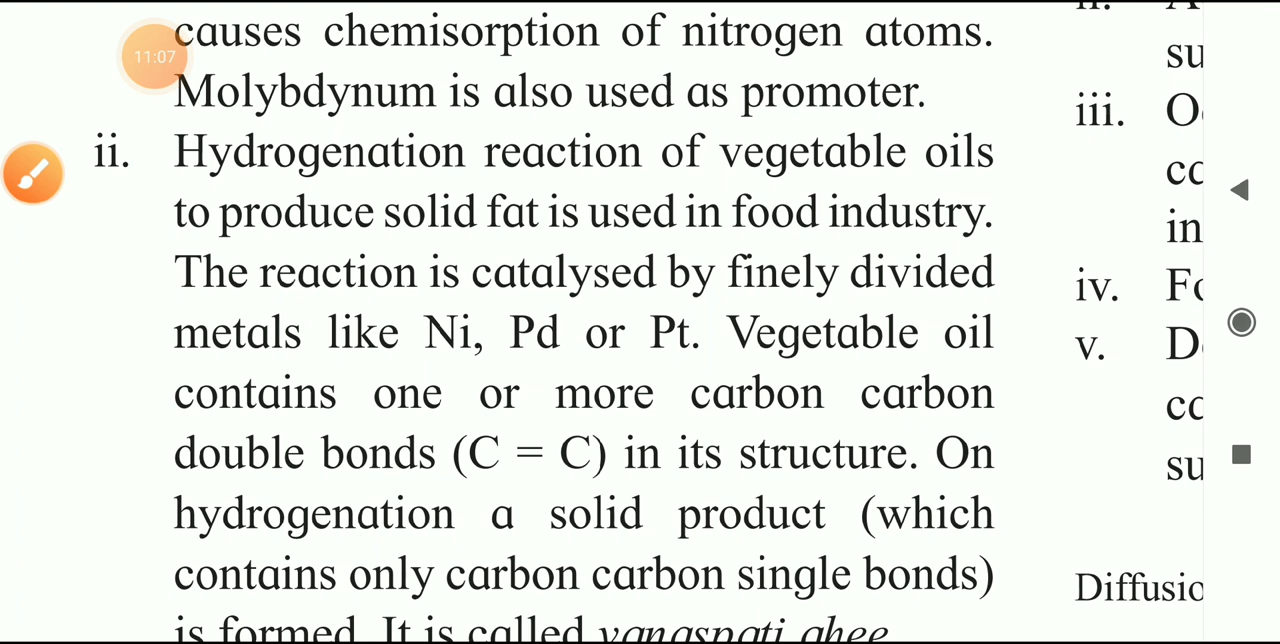 causes chemisorption of nitrogen atoms.
11:07
Molybdynum is also used as promoter.
ii. Hydrogenation reaction of vegetable oils
to produce solid fat is used in food industry.
The reaction is catalysed by finely divided
metals like Ni, Pd or Pt. Vegetable oil
contains one or more carbon carbon
double bonds (C = C) in its structure. On
hydrogenation a solid product (which
contains only carbon carbon single bonds)
is formed. It is called vanaspati ghee
su
iii.
in
iv.
v.
su